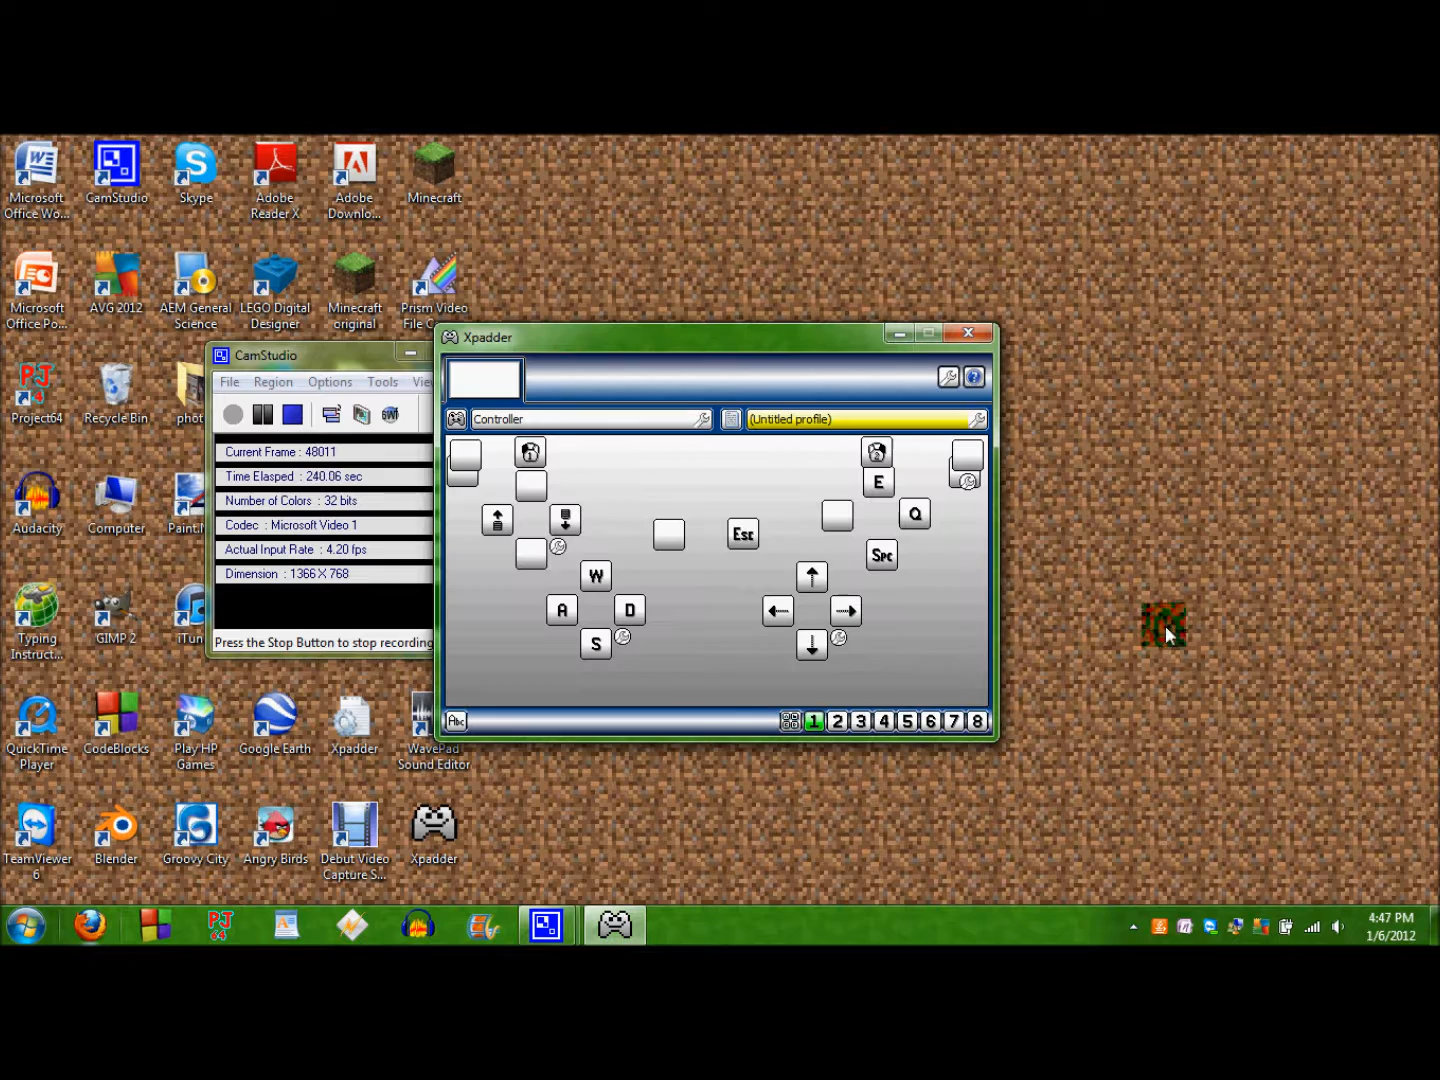 Microsoft Office Wo...
CamStudio
Skype
Adobe Reader X
Adobe Downlo...
Minecraft
Microsoft Office Po...
AVG 2012
AEM General Science
LEGO Digital Designer
Minecraft original
Prism Video File C
Project64
Recycle Bin
phot
Audacity
Computer
Paint.N
Typing Instruct...
GIMP 2
iTun
QuickTime Player
CodeBlocks
Play HP Games
Google Earth
Xpadder
WavePad Sound Editor
TeamViewer 6
Blender
Groovy City
Angry Birds
Debut Video Capture S...
Xpadder
CamStudio
File Region Options Tools Vie
Current Frame : 48011
Time Elasped : 240.06 sec
Number of Colors : 32 bits
Codec : Microsoft Video 1
Actual Input Rate : 4.20 fps
Dimension : 1366 X 768
Press the Stop Button to stop recording
Xpadder
Controller
(Untitled profile)
1
2
E
Q
Esc
Spc
W
A
D
S
Abc
1 2 3 4 5 6 7 8
PJ 64
4:47 PM
1/6/2012